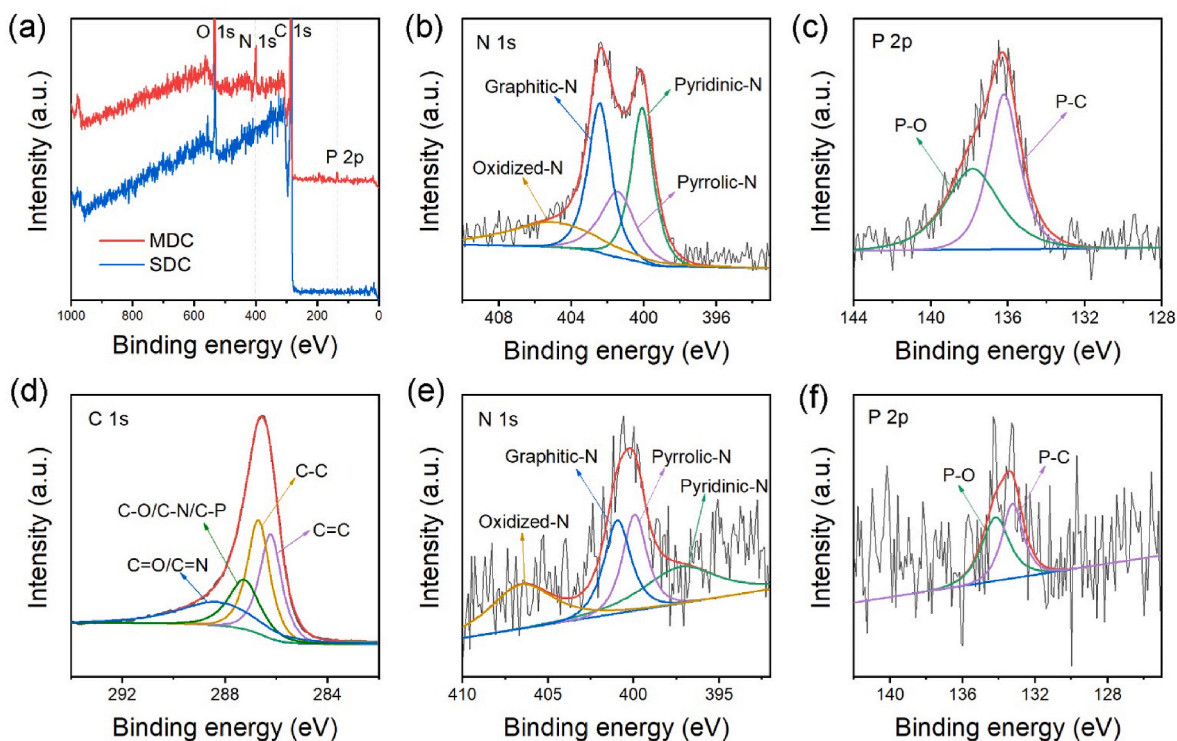 (a)
O 1s
N 1s
C 1s
P 2p
MDC
SDC
Intensity (a.u.)
1000 800 600 400 200 0
Binding energy (eV)
(b)
N 1s
Graphitic-N
Pyridinic-N
Oxidized-N
Pyrrolic-N
Intensity (a.u.)
408 404 400 396
Binding energy (eV)
(c)
P 2p
P-O
P-C
Intensity (a.u.)
144 140 136 132 128
Binding energy (eV)
(d)
C 1s
C-C
C-O/C-N/C-P
C=C
C=O/C=N
Intensity (a.u.)
292 288 284
Binding energy (eV)
(e)
N 1s
Graphitic-N
Pyrrolic-N
Pyridinic-N
Oxidized-N
Intensity (a.u.)
410 405 400 395
Binding energy (eV)
(f)
P 2p
P-O
P-C
Intensity (a.u.)
140 136 132 128
Binding energy (eV)